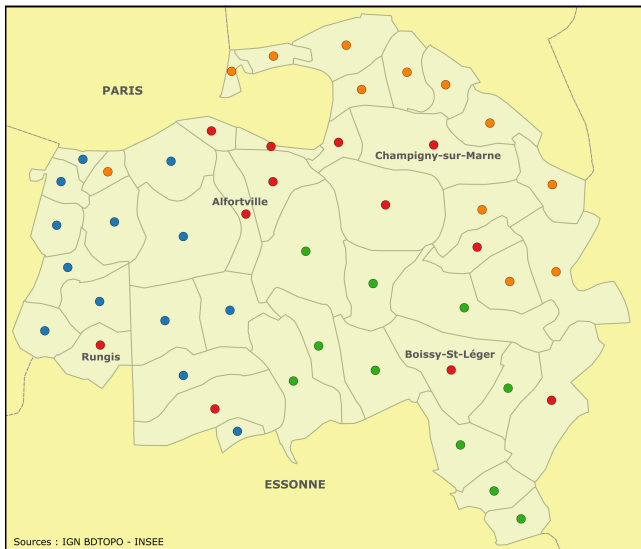 PARIS
Champigny-sur-Marne
Alfortville
Rungis
Boissy-St-Léger
ESSONNE
Sources : IGN BDTOPO - INSEE